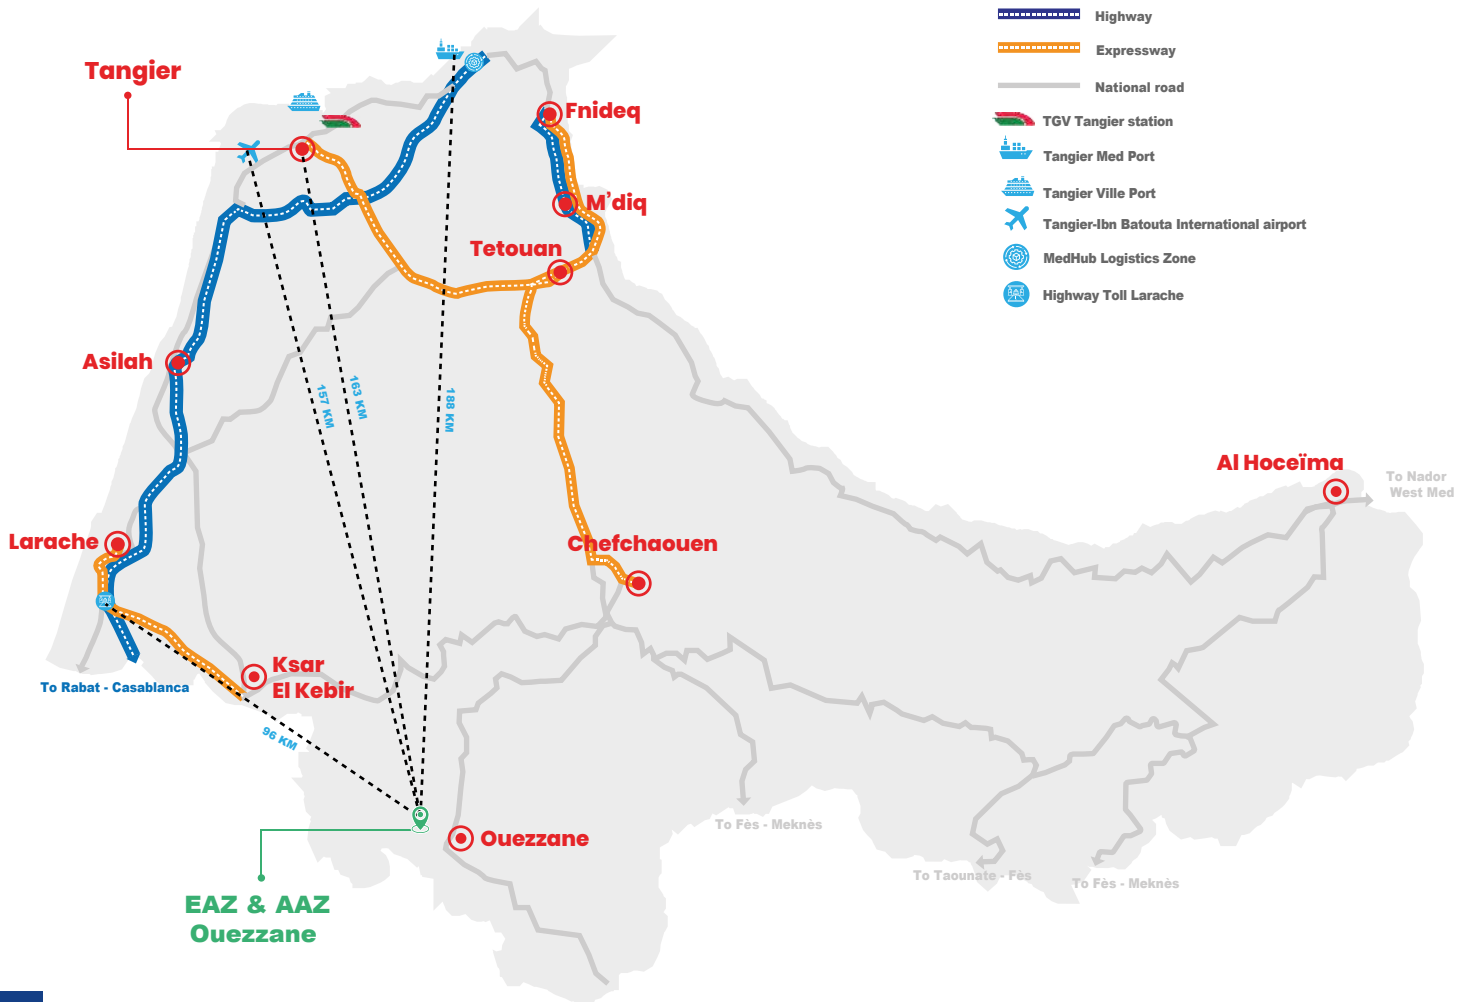 Highway
Expressway
National road
TGV Tangier station
Tangier Med Port
Tangier Ville Port
Tangier-Ibn Batouta International airport
MedHub Logistics Zone
Highway Toll Larache
Tangier
Fnideq
M’diq
Tetouan
Asilah
157 KM
163 KM
188 KM
Al Hoceïma
To Nador
West Med
Larache
Chefchaouen
Ksar
El Kebir
To Rabat - Casablanca
96 KM
To Fès - Meknès
Ouezzane
To Taounate - Fès
To Fès - Meknès
EAZ & AAZ
Ouezzane